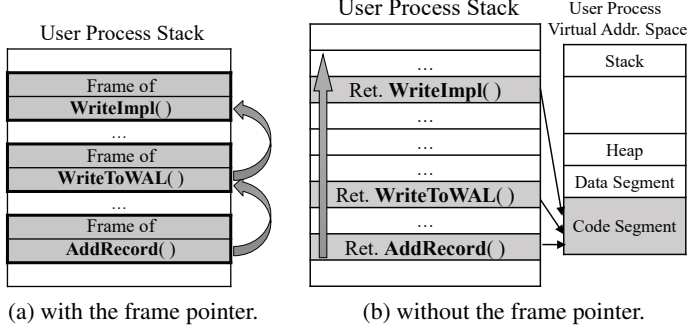 User Process Stack
Frame of
WriteImpl( )
...
Frame of
WriteToWAL( )
...
Frame of
AddRecord( )
(a) with the frame pointer.
User Process Stack
...
Ret. WriteImpl( )
...
...
...
Ret. WriteToWAL( )
...
Ret. AddRecord( )
User Process
Virtual Addr. Space
Stack
Heap
Data Segment
Code Segment
(b) without the frame pointer.